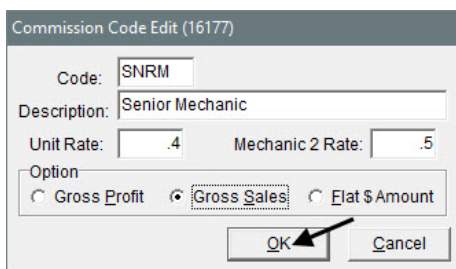 Commission Code Edit (16177)
Code: SNRM
Description: Senior Mechanic
Unit Rate: .4 Mechanic 2 Rate: .5
Option
Gross Profit Gross Sales Flat $ Amount
OK Cancel